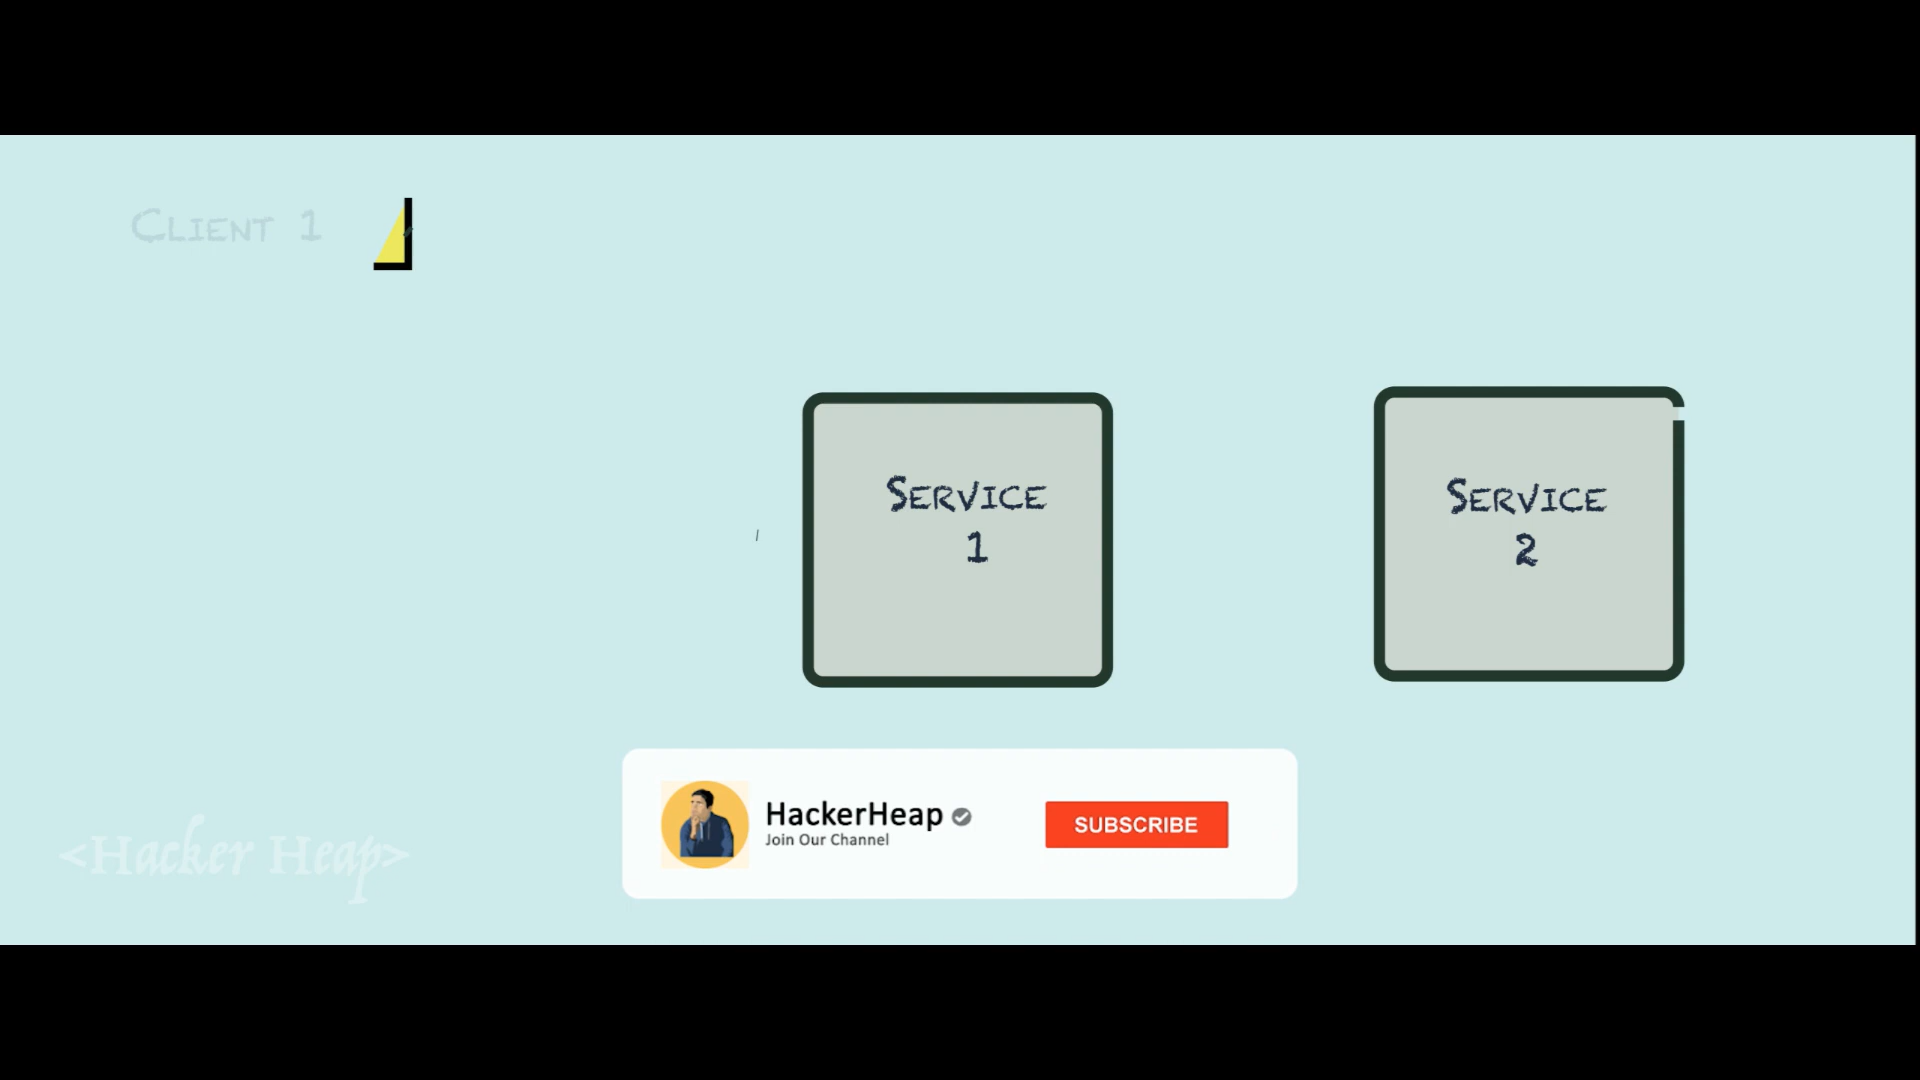 Client 1
Service
1
Service
2
HackerHeap
Join Our Channel
SUBSCRIBE
<Hacker Heap>